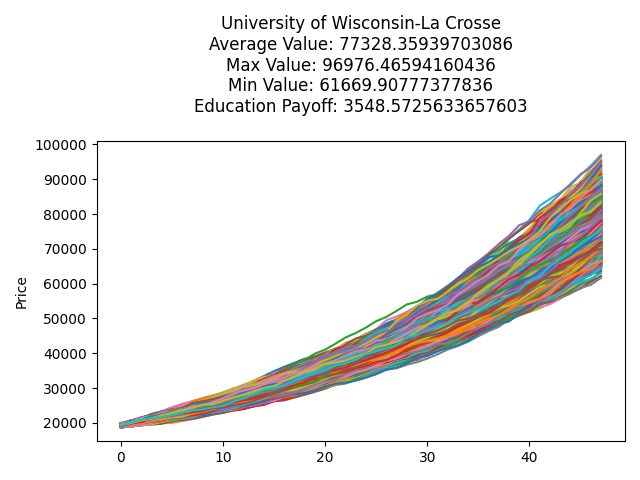 University of Wisconsin-La Crosse
Average Value: 77328.35939703086
Max Value: 96976.46594160436
Min Value: 61669.90777377836
Education Payoff: 3548.5725633657603
100000
90000
80000
70000
60000
50000
40000
30000
20000
Price
0 10 20 30 40